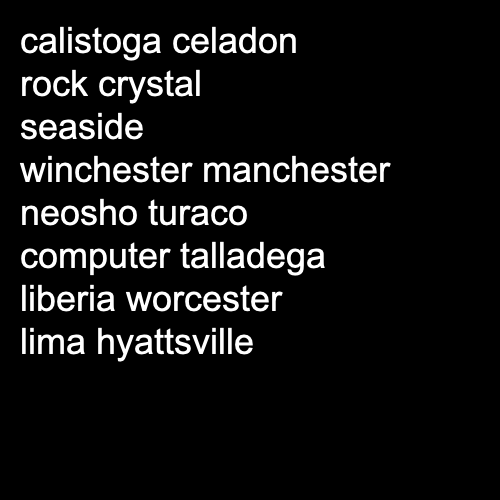 calistoga celadon
rock crystal
seaside
winchester manchester
neosho turaco
computer talladega
liberia worcester
lima hyattsville